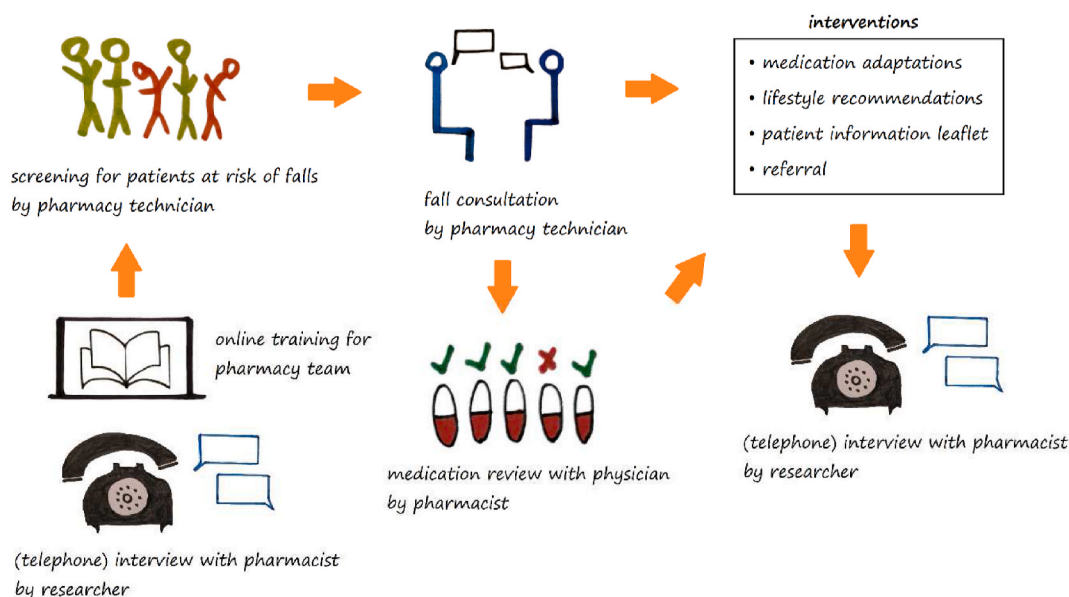 screening for patients at risk of falls
by pharmacy technician
fall consultation
by pharmacy technician
interventions
• medication adaptations
• lifestyle recommendations
• patient information leaflet
• referral
online training for
pharmacy team
(telephone) interview with pharmacist
by researcher
medication review with physician
by pharmacist
(telephone) interview with pharmacist
by researcher